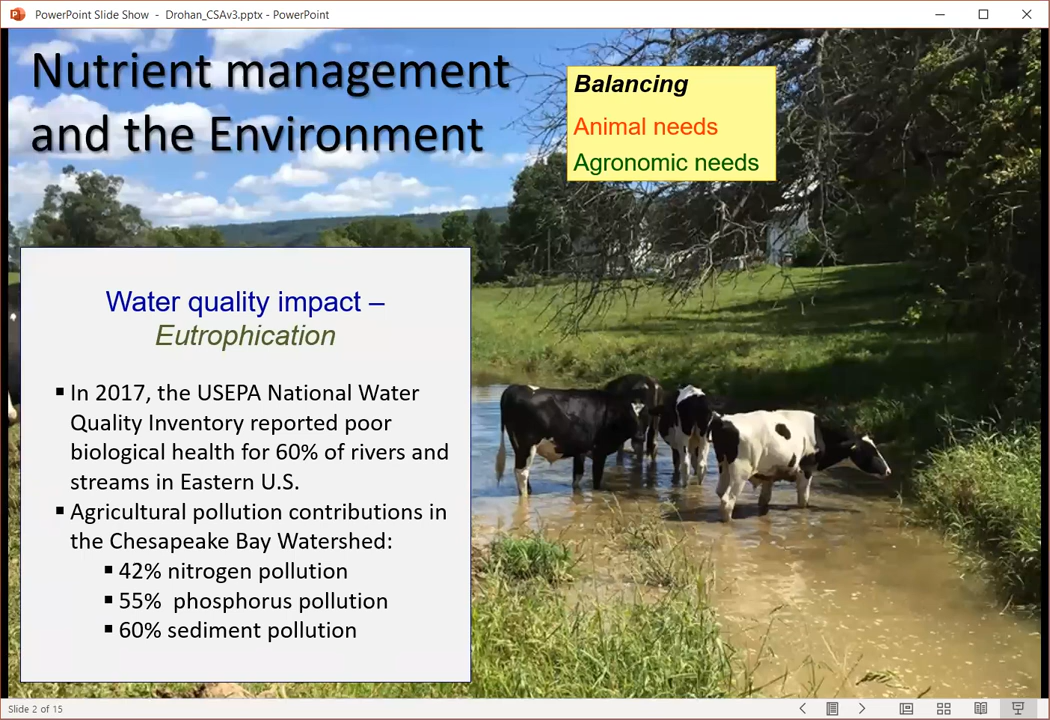 PowerPoint Slide Show - Drohan_CSAv3.pptx - PowerPoint
Nutrient management
and the Environment
Balancing
Animal needs
Agronomic needs
Water quality impact –
Eutrophication
▪ In 2017, the USEPA National Water
Quality Inventory reported poor
biological health for 60% of rivers and
streams in Eastern U.S.
▪ Agricultural pollution contributions in
the Chesapeake Bay Watershed:
▪ 42% nitrogen pollution
▪ 55%  phosphorus pollution
▪ 60% sediment pollution
Slide 2 of 15